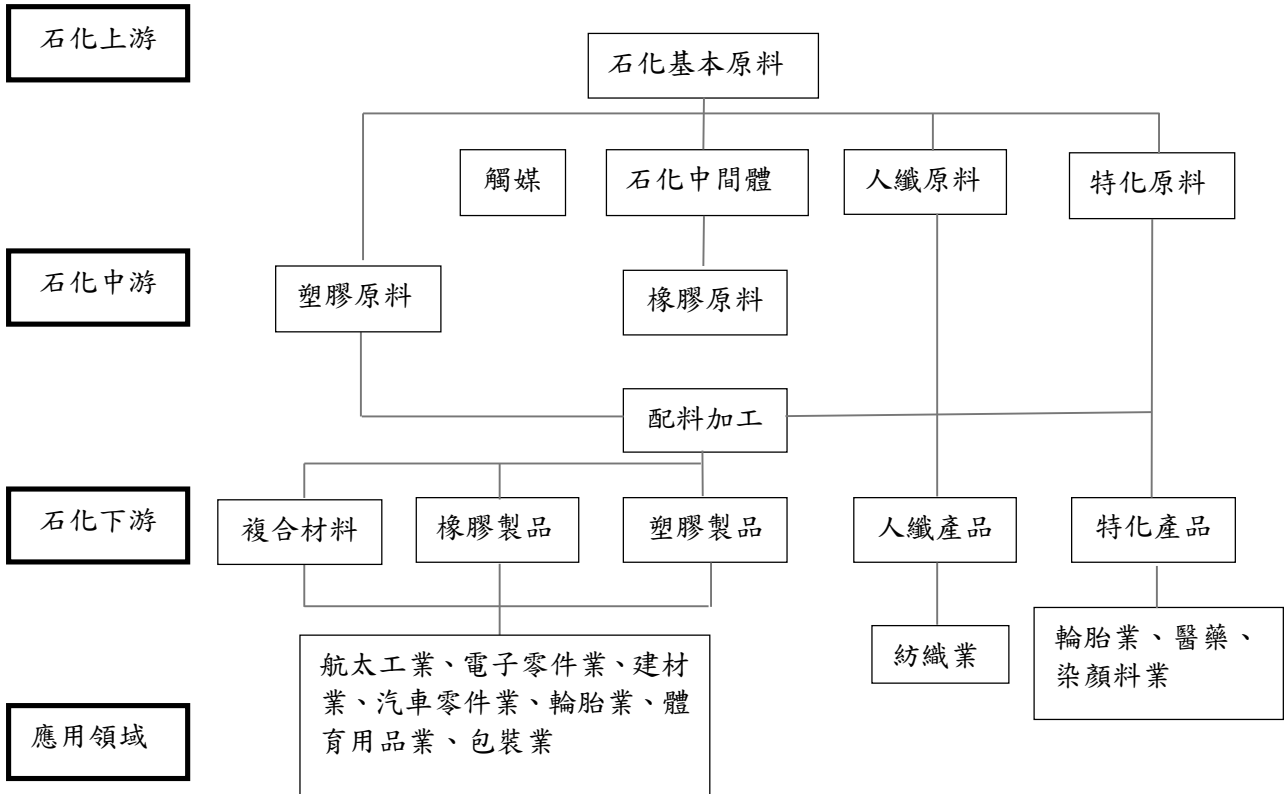 石化上游
石化基本原料
觸媒
石化中間體
人纖原料
特化原料
石化中游
塑膠原料
橡膠原料
配料加工
石化下游
複合材料
橡膠製品
塑膠製品
人纖產品
特化產品
航太工業、電子零件業、建材
業、汽車零件業、輪胎業、體
育用品業、包裝業
紡織業
輪胎業、醫藥、
染顏料業
應用領域